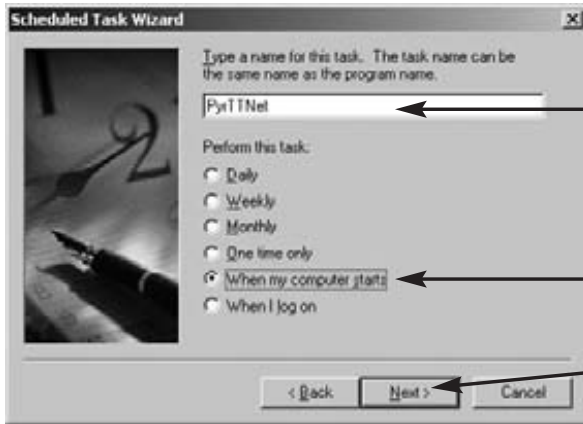 Scheduled Task Wizard
Type a name for this task. The task name can be
the same name as the program name.
PyrTTNet
Perform this task:
Daily
Weekly
Monthly
One time only
When my computer starts
When I log on
< Back
Next >
Cancel
2